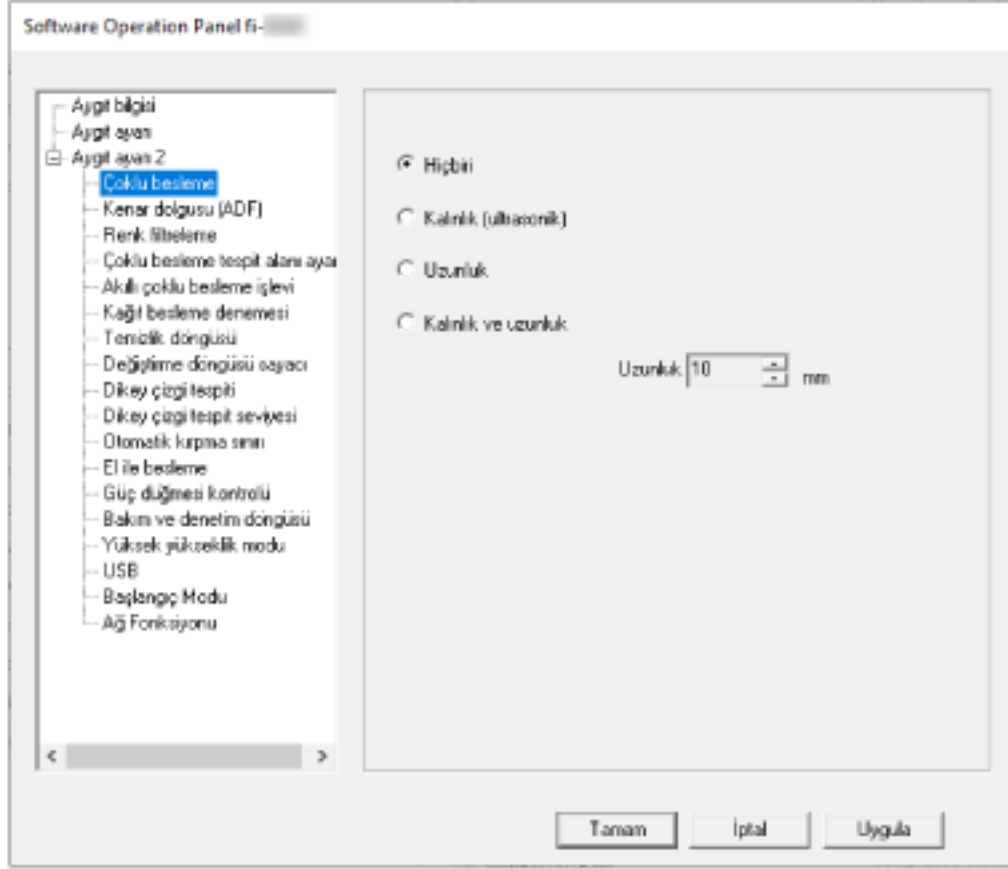 Software Operation Panel fi-
Aygıt bilgisi
Aygıt ayarı
Aygıt ayarı 2
Çoklu besleme
Kenar dolgusu (ADF)
Renk filtreleme
Çoklu besleme tespit alanı ayar
Akıllı çoklu besleme işlevi
Kağıt besleme denemesi
Temizlik döngüsü
Değiştirme döngüsü sayacı
Dikey çizgi tespiti
Dikey çizgi tespit seviyesi
Otomatik kırpma sınırı
El ile besleme
Güç düğmesi kontrolü
Bakım ve denetim döngüsü
Yüksek yükseklik modu
USB
Başlangıç Modu
Ağ Fonksiyonu
Hiçbiri
Kalınlık (ultrasonik)
Uzunluk
Kalınlık ve uzunluk
Uzunluk 10 mm
Tamam İptal Uygula